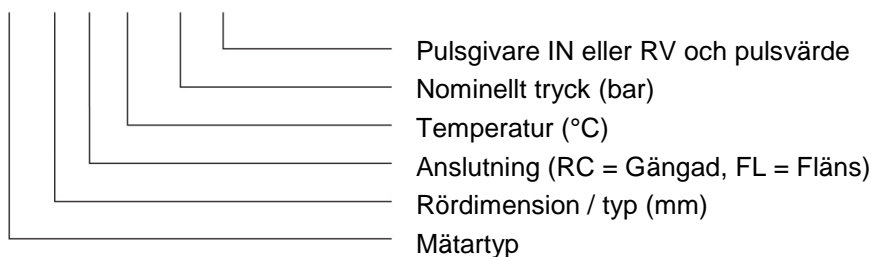 Pulsgivare IN eller RV och pulsvärde
Nominellt tryck (bar)
Temperatur (°C)
Anslutning (RC = Gängad, FL = Fläns)
Rördimension / typ (mm)
Mätartyp